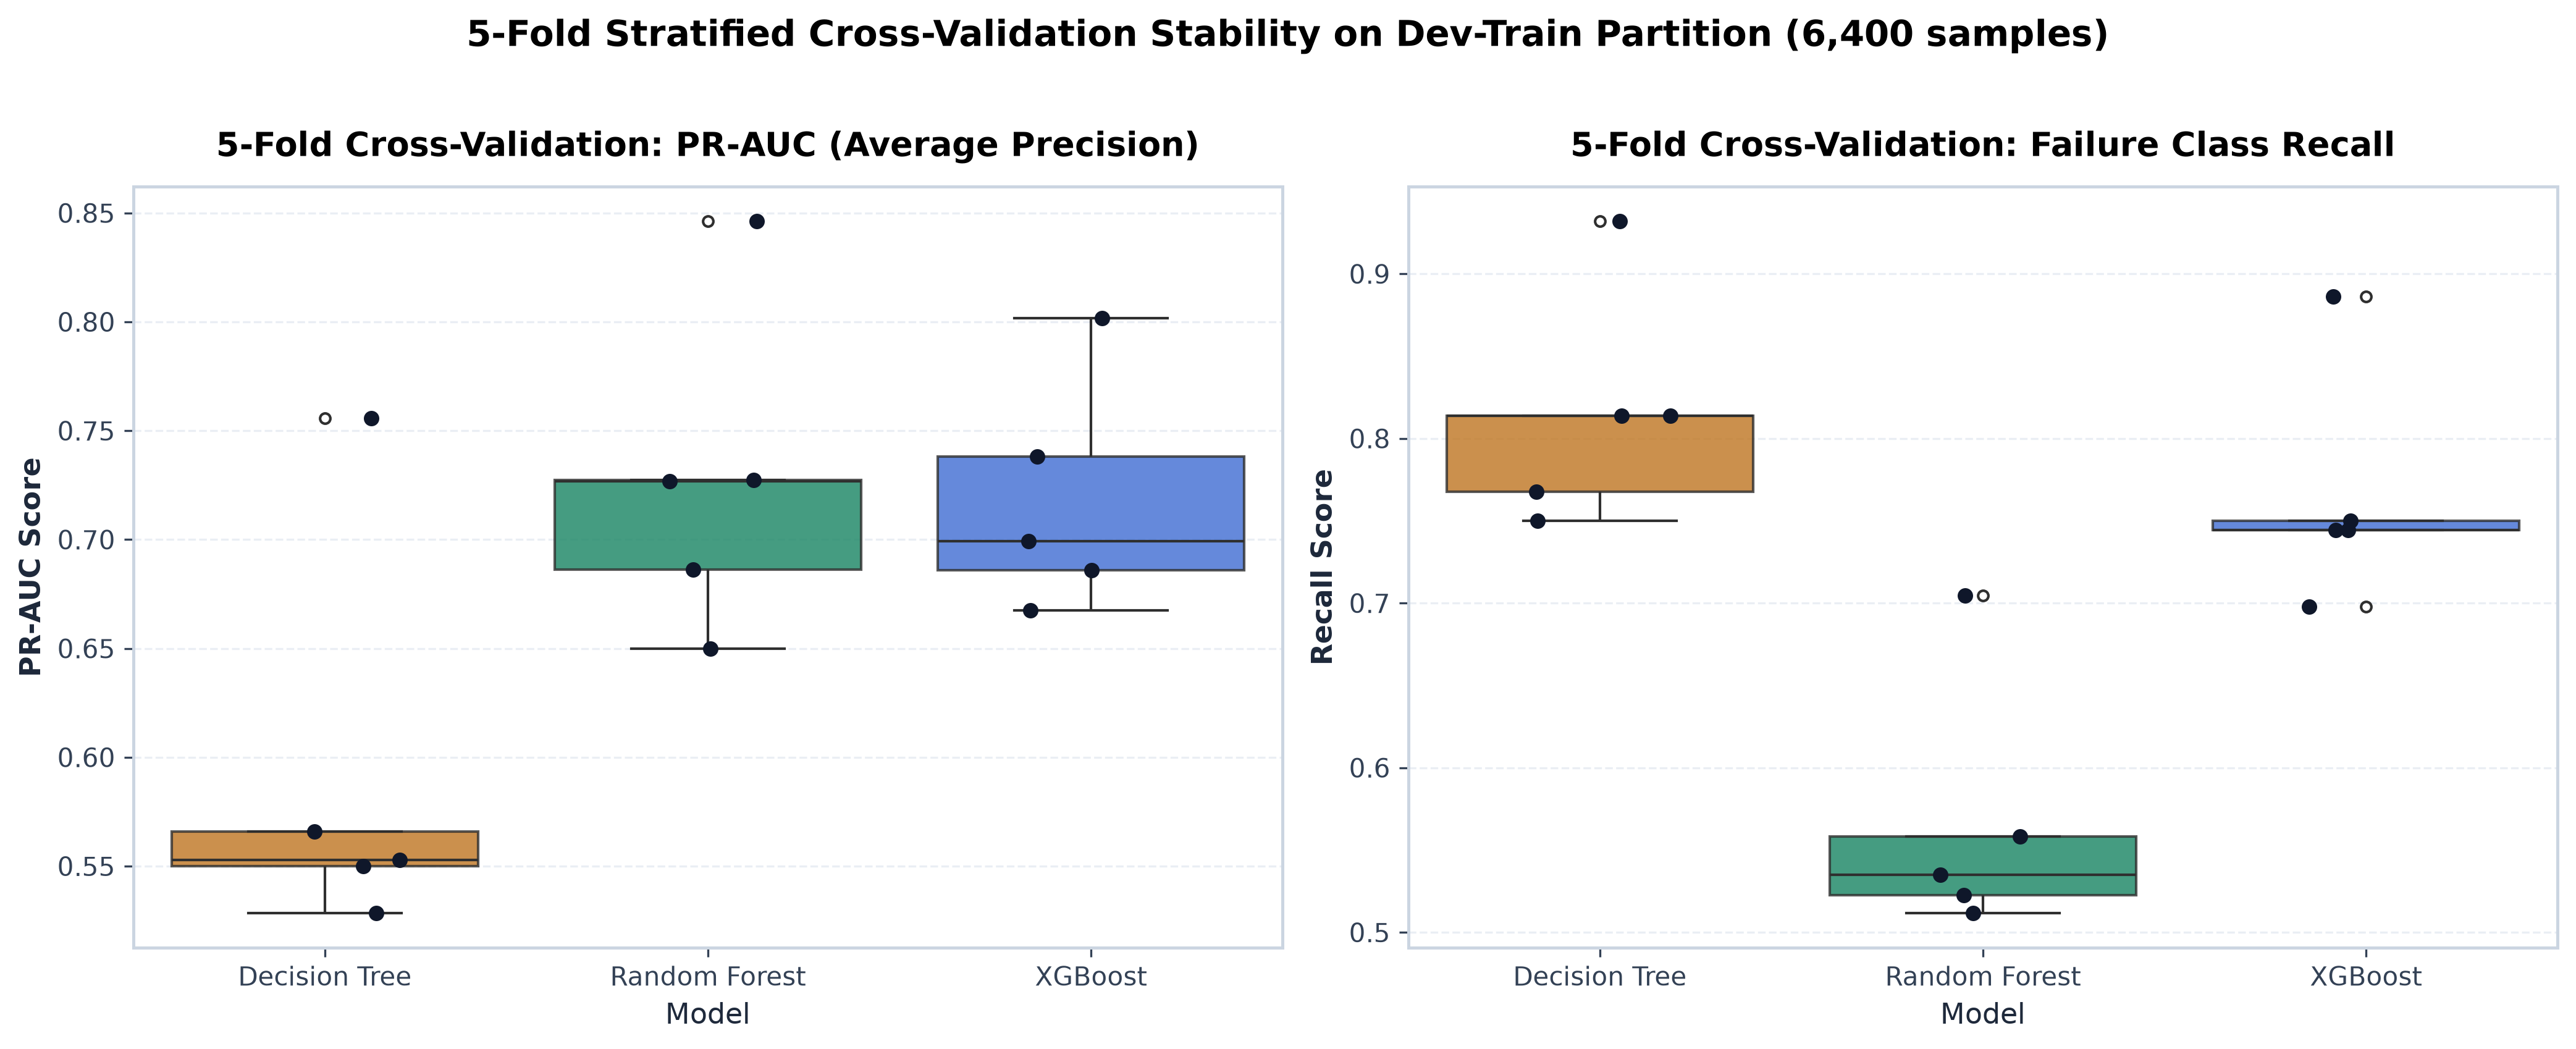 5-Fold Stratified Cross-Validation Stability on Dev-Train Partition (6,400 samples)
5-Fold Cross-Validation: PR-AUC (Average Precision)
PR-AUC Score
0.85
0.80
0.75
0.70
0.65
0.60
0.55
Decision Tree
Random Forest
XGBoost
Model
5-Fold Cross-Validation: Failure Class Recall
Recall Score
0.9
0.8
0.7
0.6
0.5
Decision Tree
Random Forest
XGBoost
Model